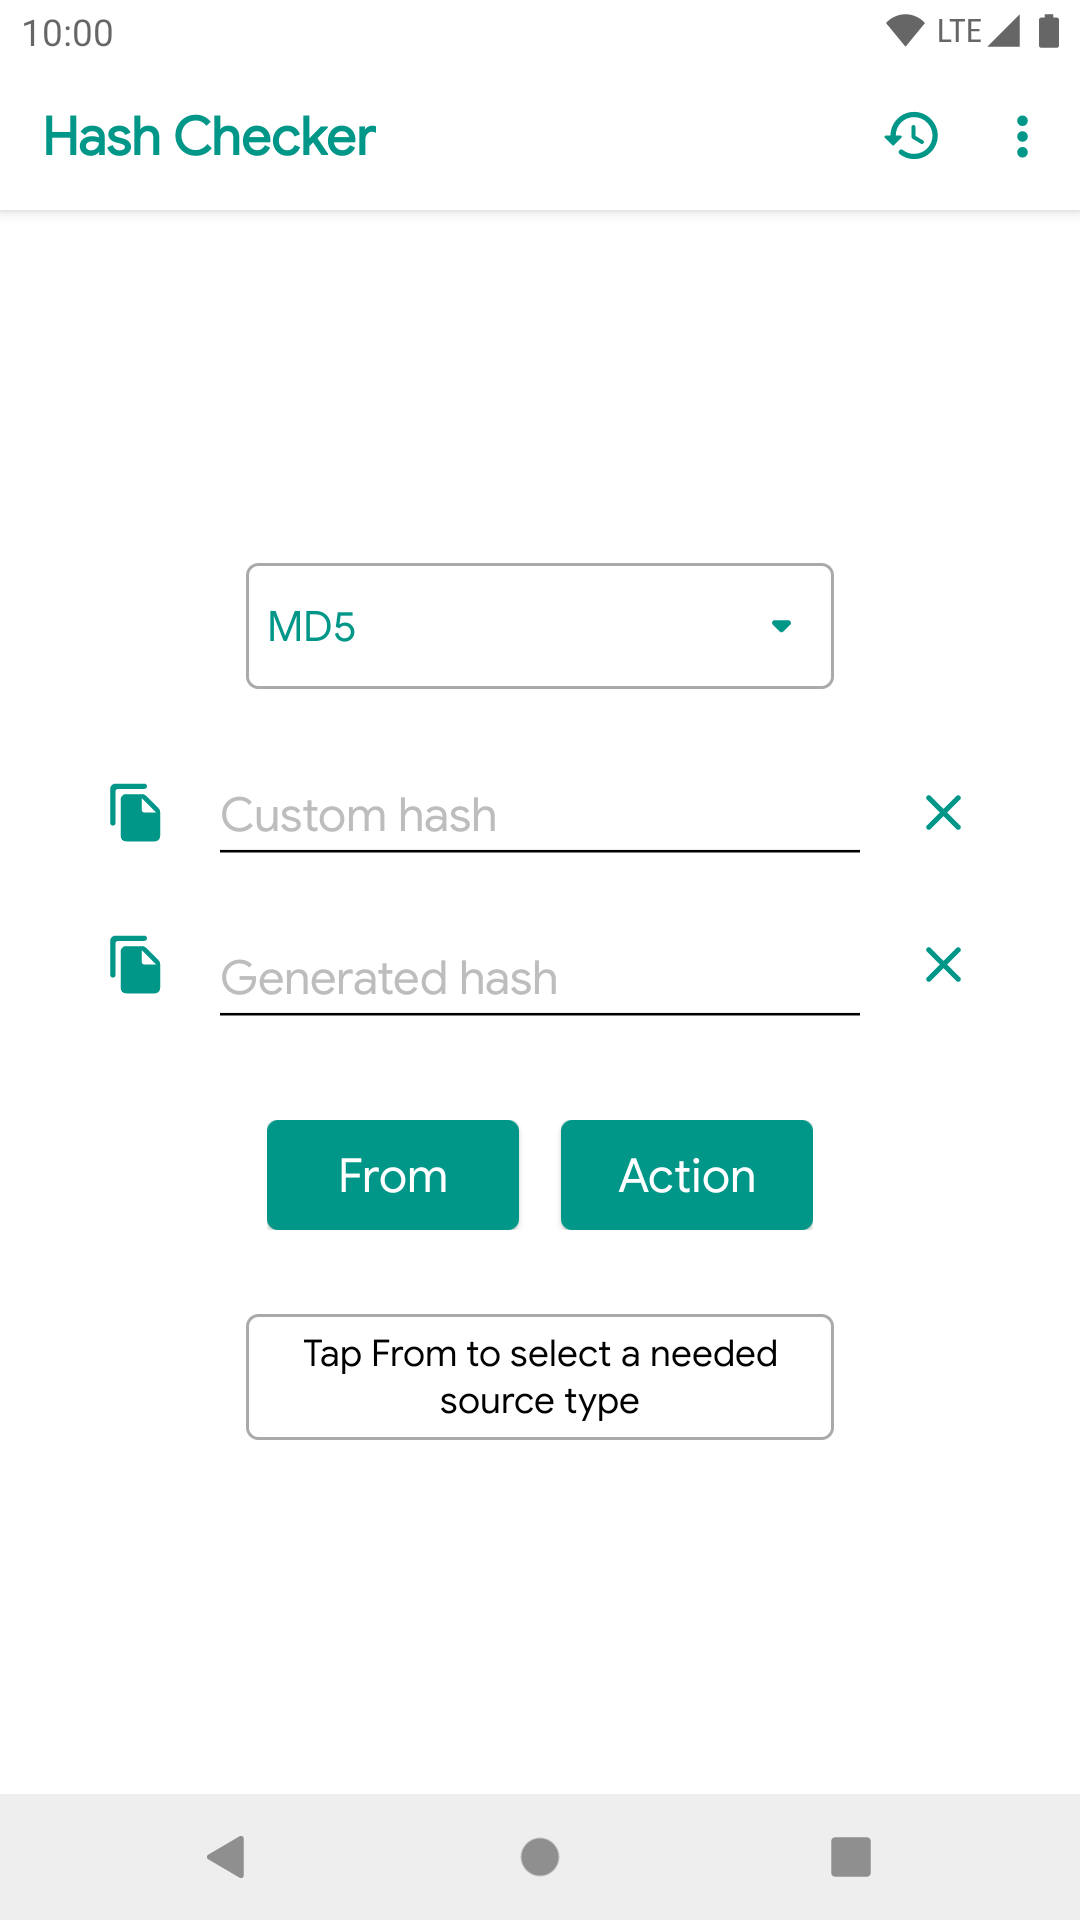 10:00 LTE
Hash Checker
MD5
Custom hash
Generated hash
From Action
Tap From to select a needed
source type